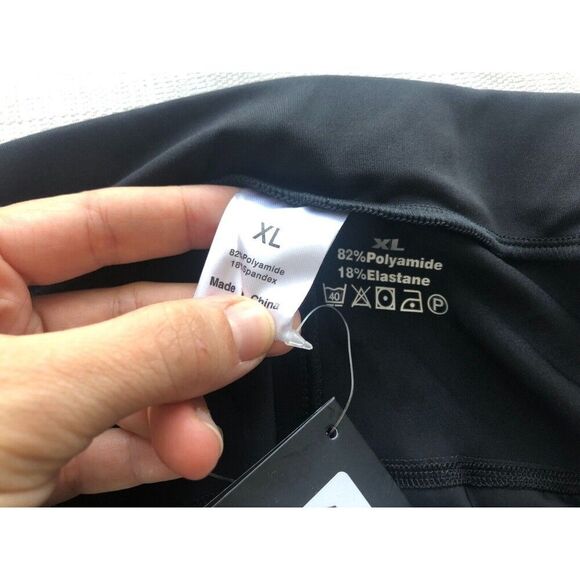 XL
82%Polyamide
18%Spandex
Made China
XL
82%Polyamide
18%Elastane
40 P